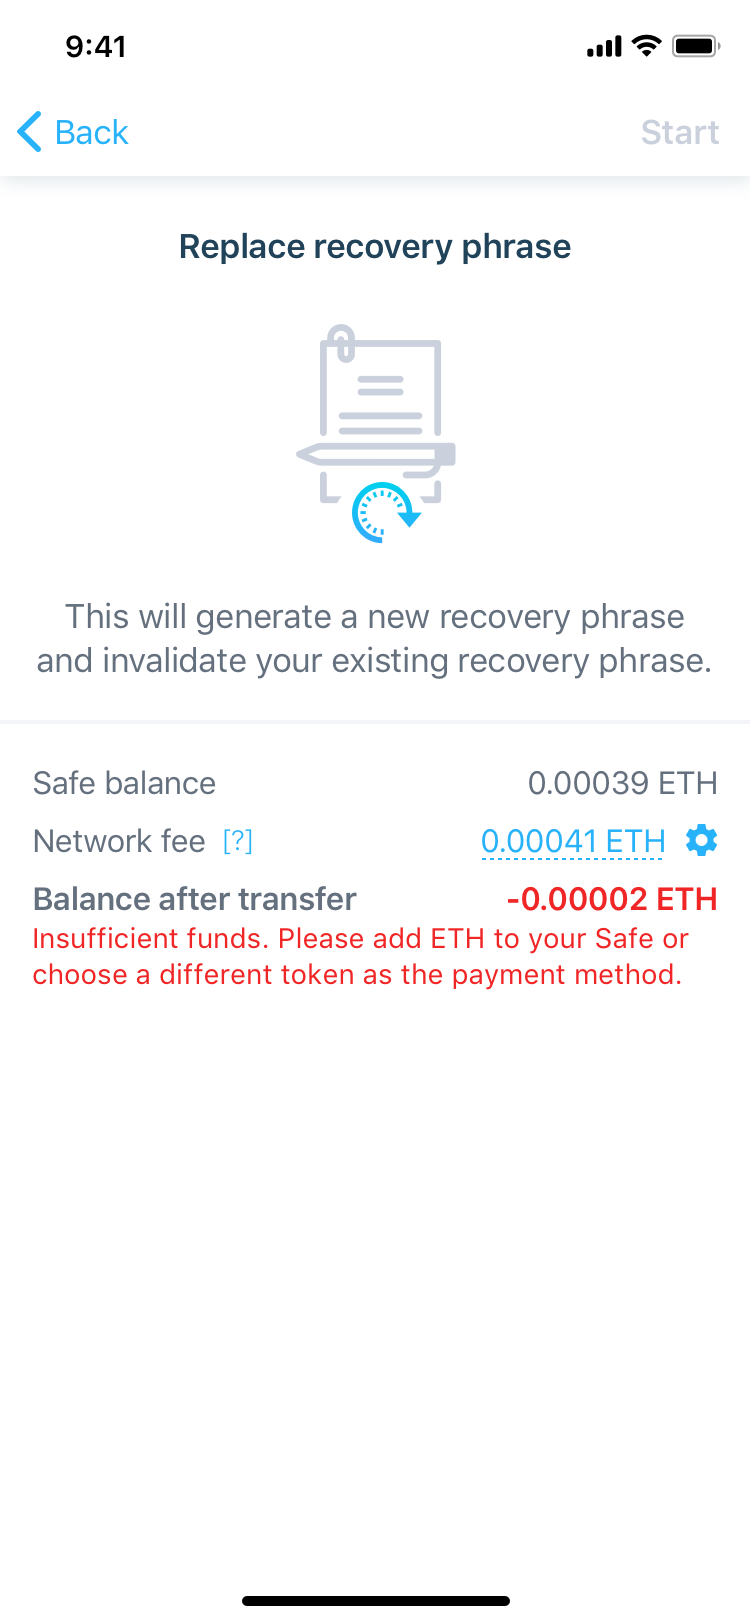 9:41
Back
Start
Replace recovery phrase
This will generate a new recovery phrase
and invalidate your existing recovery phrase.
Safe balance 0.00039 ETH
Network fee [?] 0.00041 ETH
Balance after transfer -0.00002 ETH
Insufficient funds. Please add ETH to your Safe or
choose a different token as the payment method.